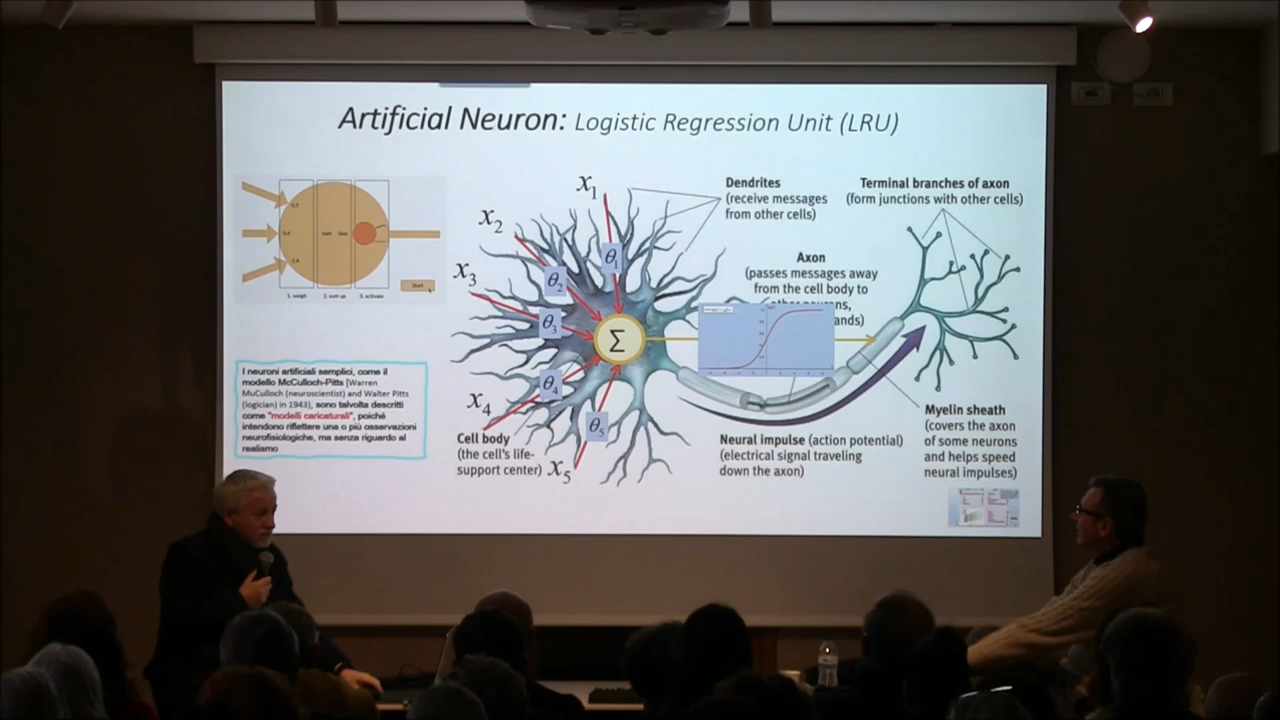 Artificial Neuron: Logistic Regression Unit (LRU)
1. weigh
2. sum up
3. activate
sum
bias
Start
I neuroni artificiali semplici, come il
modello McCulloch-Pitts [Warren
MuCulloch (neuroscientist) and Walter Pitts
(logician) in 1943], sono talvolta descritti
come "modelli caricaturali", poiché
intendono riflettere una o più osservazioni
neurofisiologiche, ma senza riguardo al
realismo
x1
x2
x3
x4
x5
θ1
θ2
θ3
θ4
θ5
Σ
Dendrites
(receive messages
from other cells)
Terminal branches of axon
(form junctions with other cells)
Axon
(passes messages away
from the cell body to
Cell body
(the cell's life-
support center)
Neural impulse (action potential)
(electrical signal traveling
down the axon)
Myelin sheath
(covers the axon
of some neurons
and helps speed
neural impulses)